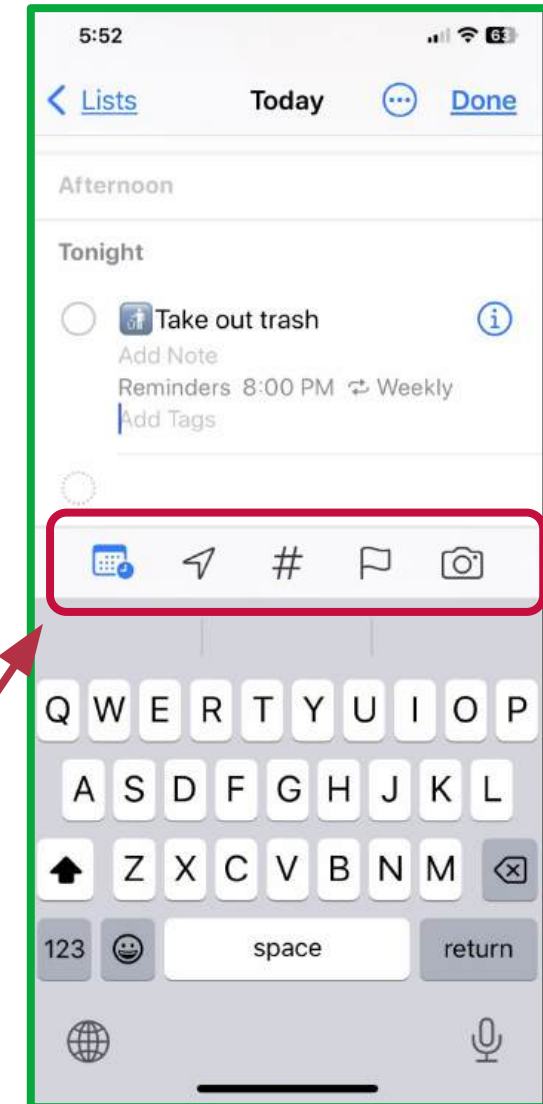 5:52 63
Lists Today Done
Afternoon
Tonight
Take out trash
Add Note
Reminders 8:00 PM Weekly
Add Tags
#
Q W E R T Y U I O P
A S D F G H J K L
Z X C V B N M
123 space return